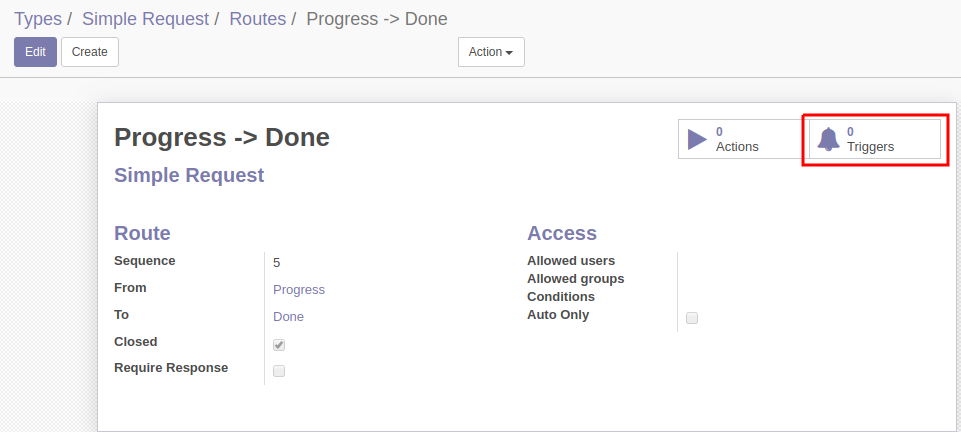 Types / Simple Request / Routes / Progress -> Done
Edit Create Action
Progress -> Done
0 Actions
0 Triggers
Simple Request
Route
Sequence 5
From Progress
To Done
Closed
Require Response
Access
Allowed users
Allowed groups
Conditions
Auto Only